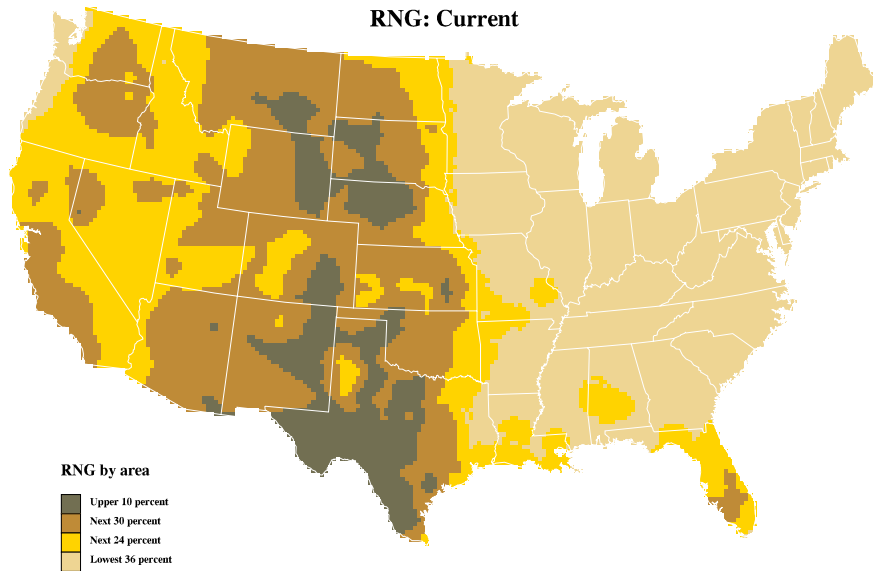 RNG: Current
RNG by area
Upper 10 percent
Next 30 percent
Next 24 percent
Lowest 36 percent